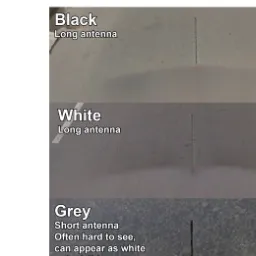 Black
Long antenna
White
Long antenna
Grey
Short antenna
Often hard to see,
can appear as white